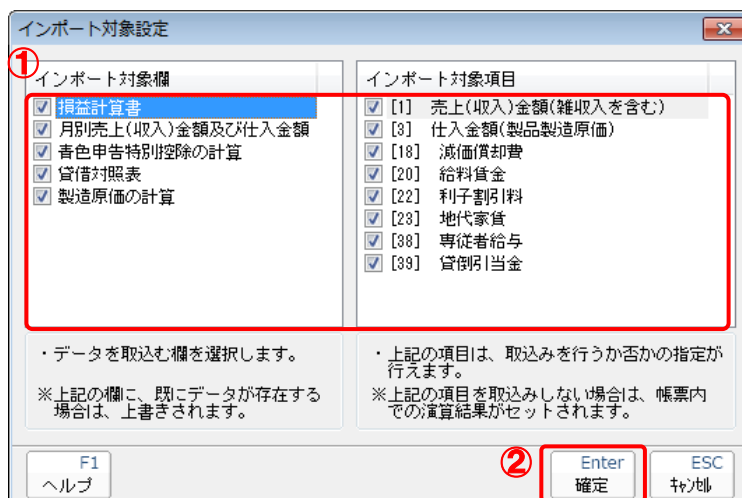 インポート対象設定
①
インポート対象欄
損益計算書
月別売上(収入)金額及び仕入金額
青色申告特別控除の計算
貸借対照表
製造原価の計算
インポート対象項目
[1] 売上(収入)金額(雑収入を含む)
[3] 仕入金額(製品製造原価)
[18] 減価償却費
[20] 給料賃金
[22] 利子割引料
[23] 地代家賃
[38] 専従者給与
[39] 貸倒引当金
・データを取込む欄を選択します。
※上記の欄に、既にデータが存在する
場合は、上書きされます。
・上記の項目は、取込みを行うか否かの指定が
行えます。
※上記の項目を取込みしない場合は、帳票内
での演算結果がセットされます。
F1
ヘルプ
②
Enter
確定
ESC
ｷｬﾝｾﾙ